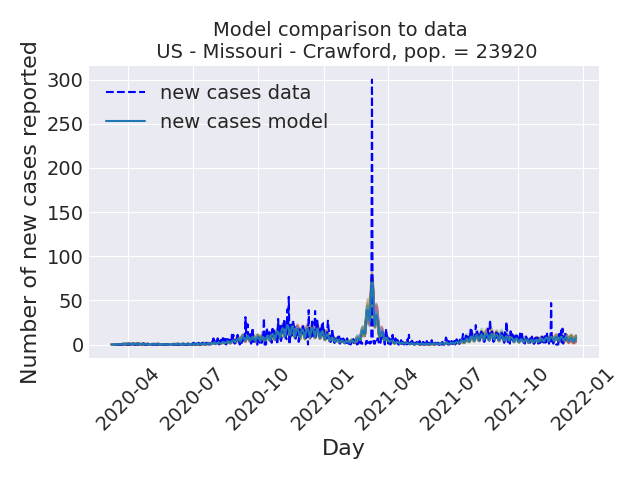 Model comparison to data
US - Missouri - Crawford, pop. = 23920
Number of new cases reported
300
250
200
150
100
50
0
new cases data
new cases model
2020-04
2020-07
2020-10
2021-01
2021-04
2021-07
2021-10
2022-01
Day